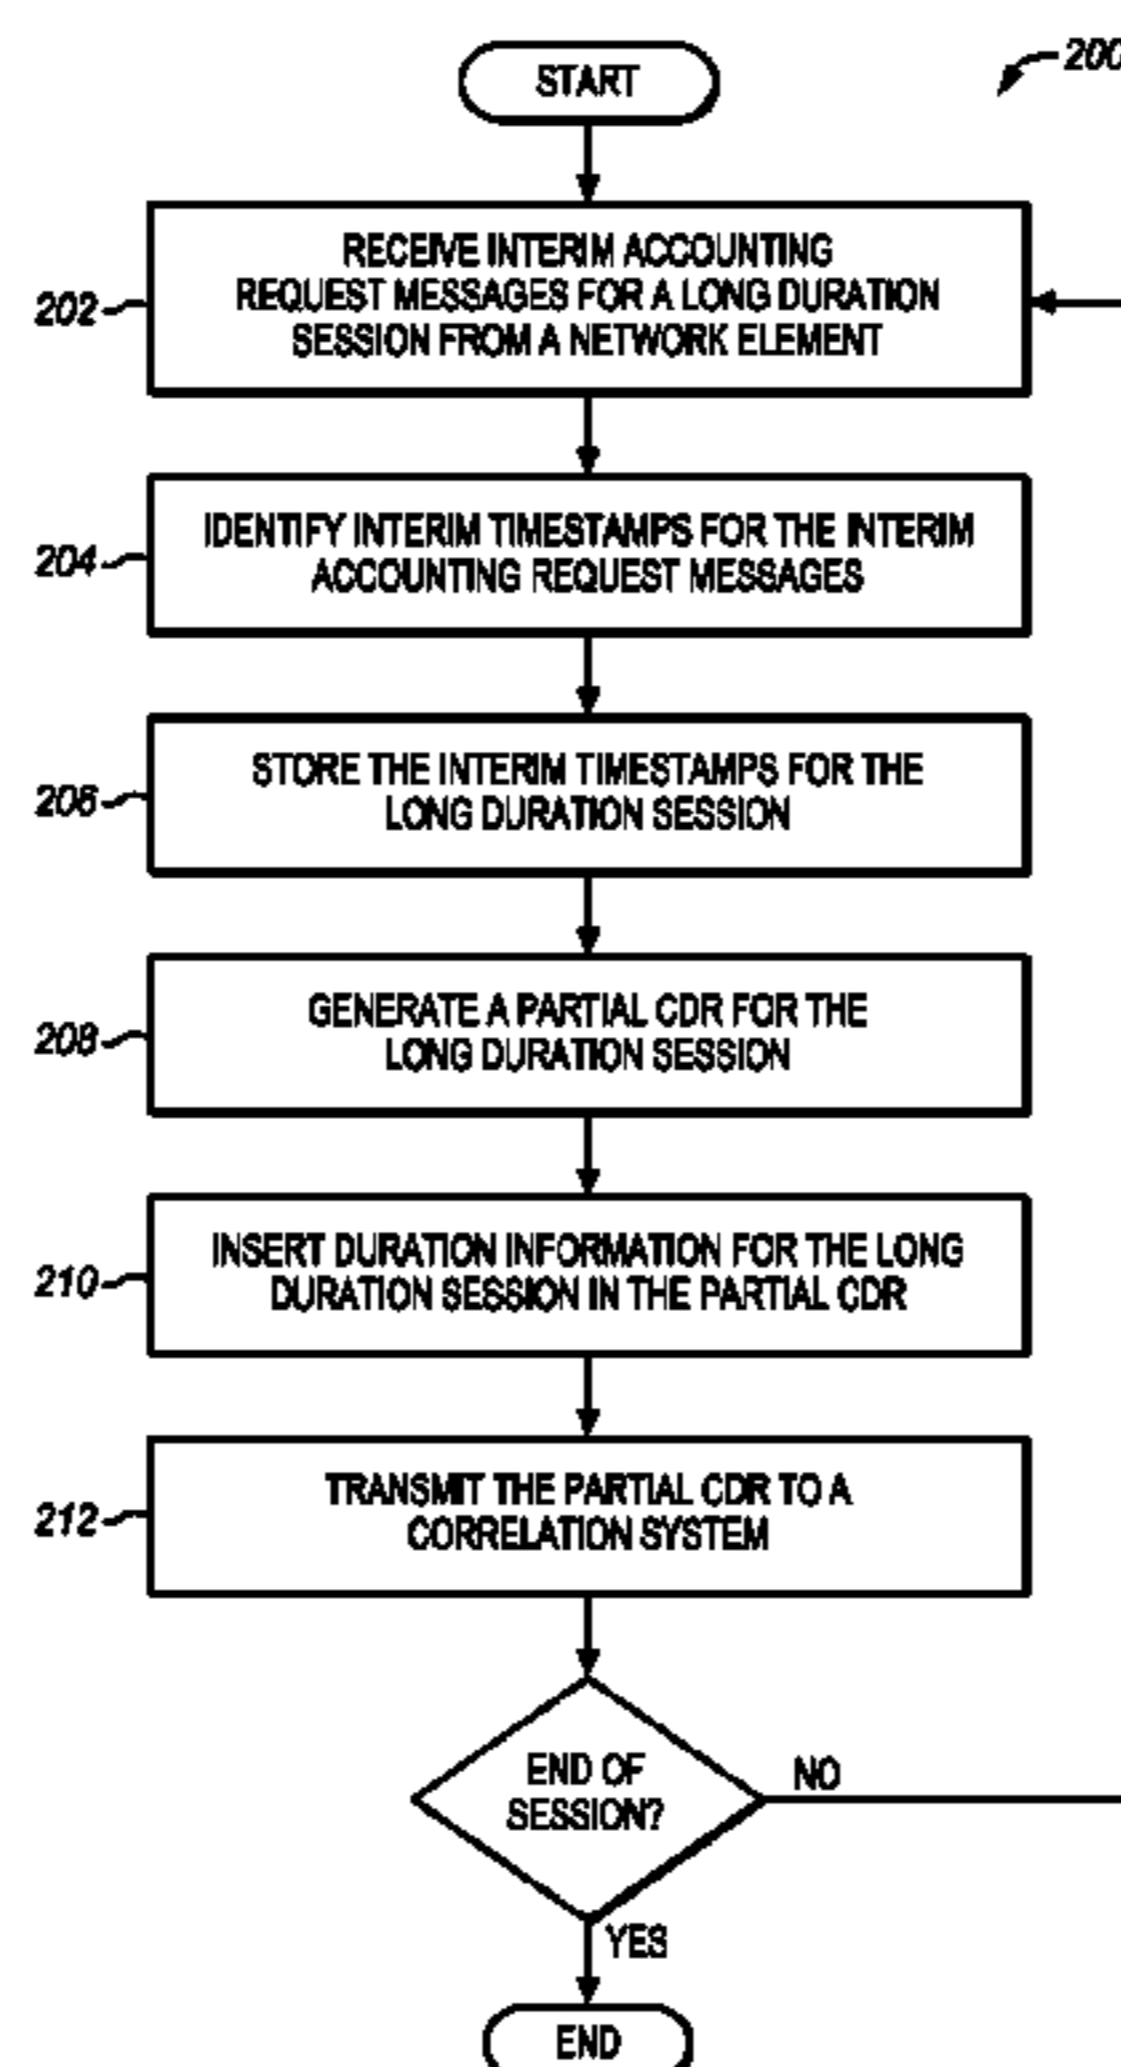 START
200
RECEIVE INTERIM ACCOUNTING
REQUEST MESSAGES FOR A LONG DURATION
SESSION FROM A NETWORK ELEMENT
202
IDENTIFY INTERIM TIMESTAMPS FOR THE INTERIM
ACCOUNTING REQUEST MESSAGES
204
STORE THE INTERIM TIMESTAMPS FOR THE
LONG DURATION SESSION
206
GENERATE A PARTIAL CDR FOR THE
LONG DURATION SESSION
208
INSERT DURATION INFORMATION FOR THE LONG
DURATION SESSION IN THE PARTIAL CDR
210
TRANSMIT THE PARTIAL CDR TO A
CORRELATION SYSTEM
212
END OF
SESSION?
NO
YES
END